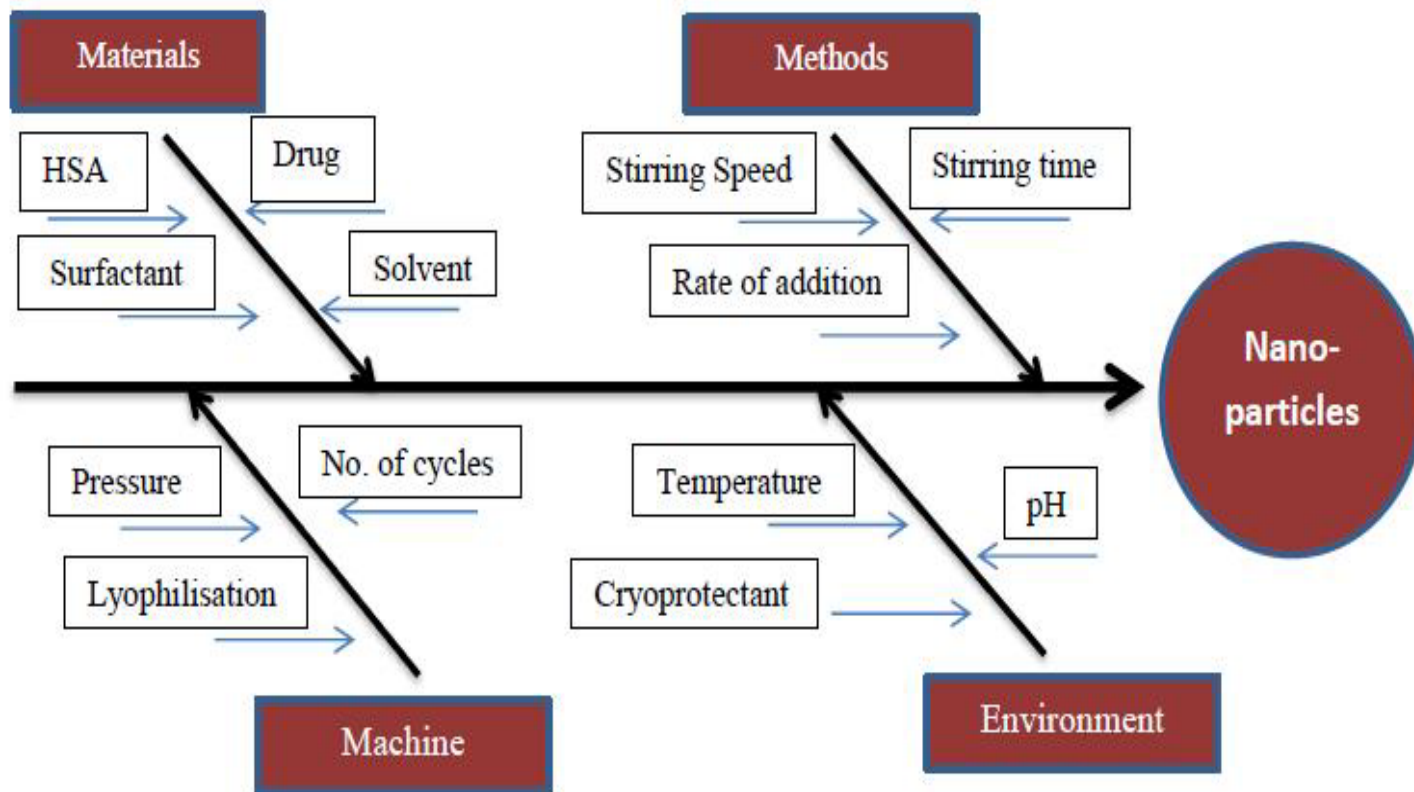 Materials
Methods
HSA
Drug
Surfactant
Solvent
Stirring Speed
Stirring time
Rate of addition
Nano-
particles
Pressure
No. of cycles
Lyophilisation
Temperature
pH
Cryoprotectant
Machine
Environment